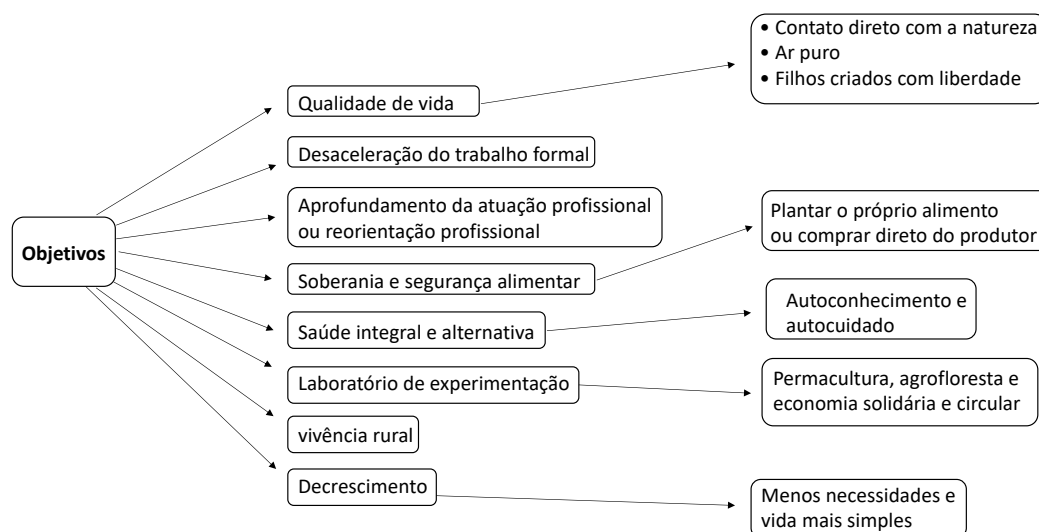 Objetivos
Qualidade de vida
• Contato direto com a natureza
• Ar puro
• Filhos criados com liberdade
Desaceleração do trabalho formal
Aprofundamento da atuação profissional
ou reorientação profissional
Soberania e segurança alimentar
Plantar o próprio alimento
ou comprar direto do produtor
Saúde integral e alternativa
Autoconhecimento e
autocuidado
Laboratório de experimentação
Permacultura, agrofloresta e
economia solidária e circular
vivência rural
Decrescimento
Menos necessidades e
vida mais simples